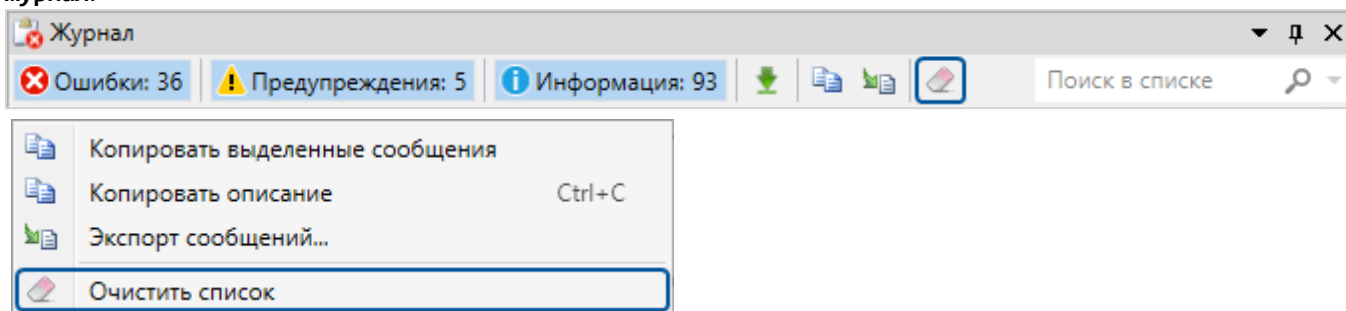 Журнал
Ошибки: 36 Предупреждения: 5 Информация: 93 Поиск в списке
Копировать выделенные сообщения
Копировать описание Ctrl+C
Экспорт сообщений...
Очистить список